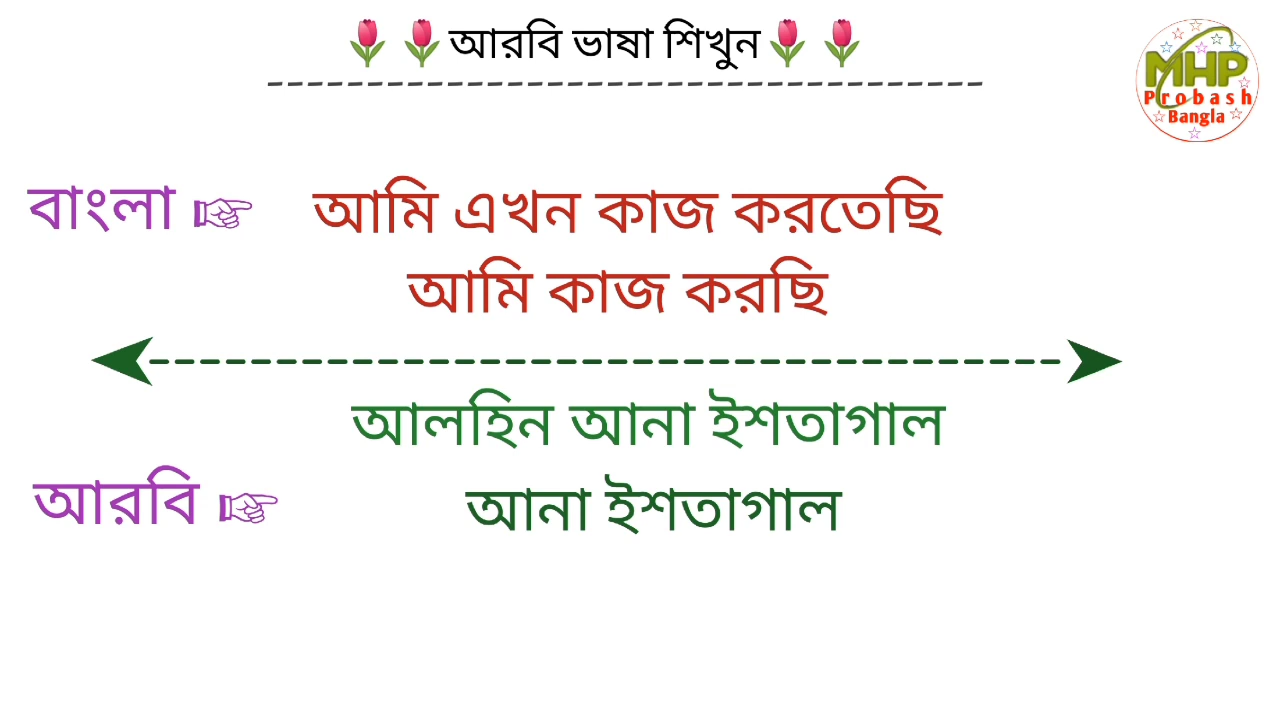 🌷🌷আরবি ভাষা শিখুন🌷🌷
MHP
Probash
Bangla
বাংলা ☞ আমি এখন কাজ করতেছি
আমি কাজ করছি
আলহিন আনা ইশতাগাল
আরবি ☞ আনা ইশতাগাল